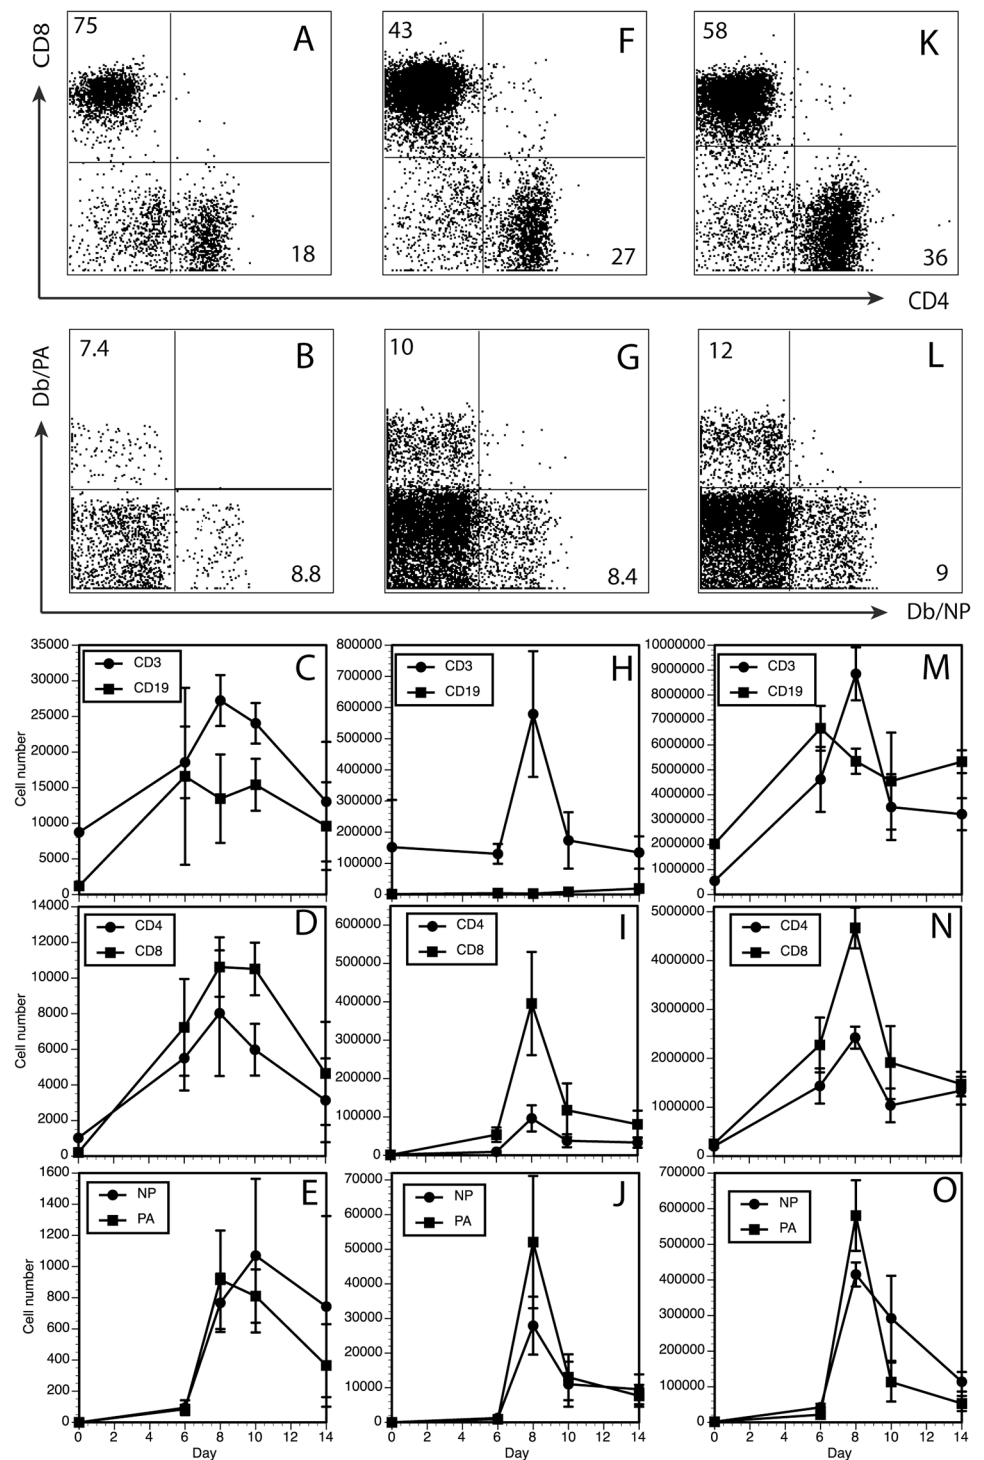 75
A
18
CD8
43
F
27
58
K
36
CD4
7.4
B
8.8
Db/PA
10
G
8.4
12
L
9
Db/NP
C
CD3
CD19
35000
30000
25000
20000
15000
10000
5000
0
Cell number
H
CD3
CD19
800000
700000
600000
500000
400000
300000
200000
100000
0
M
CD3
CD19
10000000
9000000
8000000
7000000
6000000
5000000
4000000
3000000
2000000
1000000
0
D
CD4
CD8
14000
12000
10000
8000
6000
4000
2000
0
Cell number
I
CD4
CD8
600000
500000
400000
300000
200000
100000
0
N
CD4
CD8
5000000
4000000
3000000
2000000
1000000
0
E
NP
PA
1600
1400
1200
1000
800
600
400
200
0
Cell number
0 2 4 6 8 10 12 14
Day
J
NP
PA
70000
60000
50000
40000
30000
20000
10000
0
0 2 4 6 8 10 12 14
Day
O
NP
PA
700000
600000
500000
400000
300000
200000
100000
0
0 2 4 6 8 10 12 14
Day